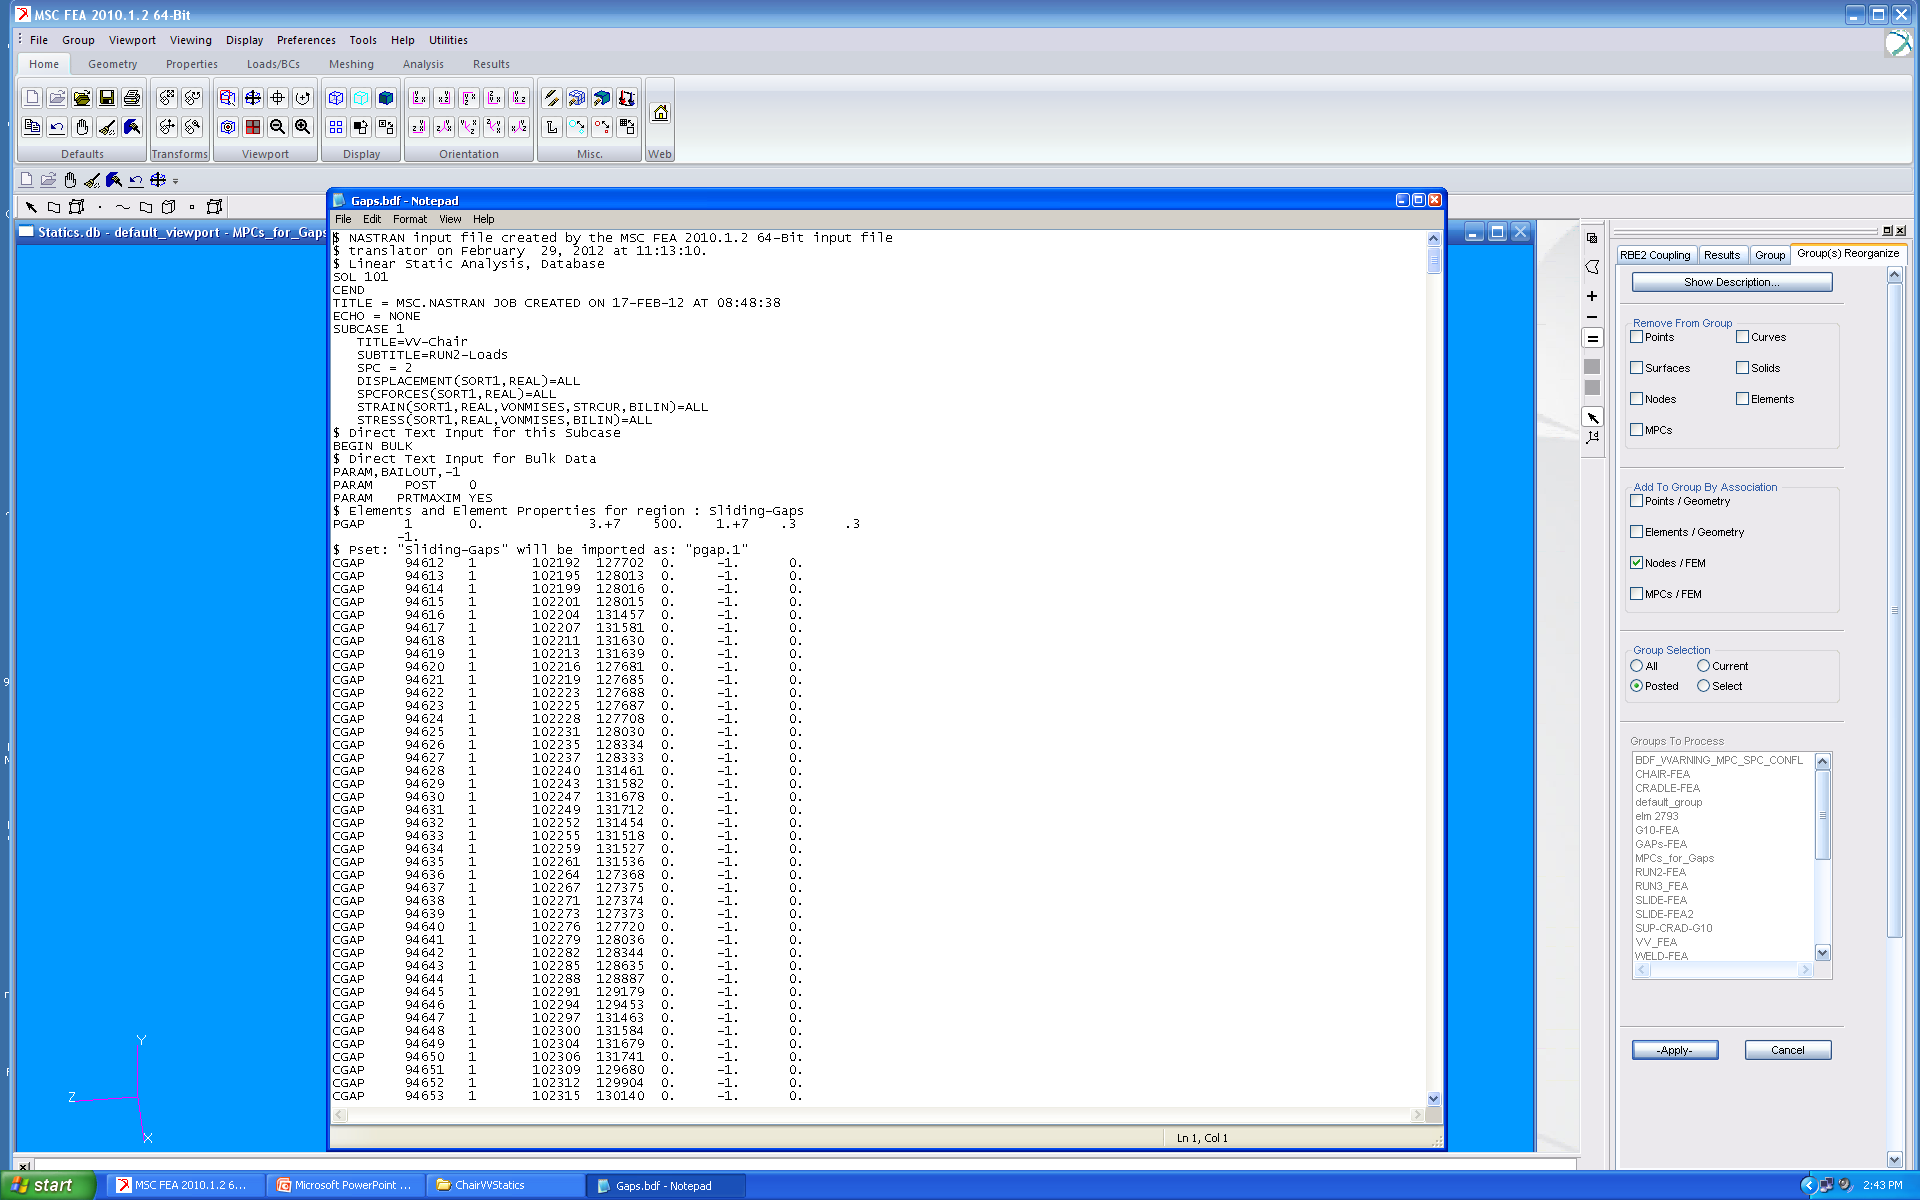 MSC FEA 2010.1.2 64-Bit
File Group Viewport Viewing Display Preferences Tools Help Utilities
Home Geometry Properties Loads/BCs Meshing Analysis Results
Defaults Transforms Viewport Display Orientation Misc. Web
Statics.db - default_viewport - MPCs_for_Gaps
Gaps.bdf - Notepad
File Edit Format View Help
$ NASTRAN input file created by the MSC FEA 2010.1.2 64-Bit input file
$ translator on February  29, 2012 at 11:13:10.
$ Linear Static Analysis, Database
SOL 101
CEND
TITLE = MSC.NASTRAN JOB CREATED ON 17-FEB-12 AT 08:48:38
ECHO = NONE
SUBCASE 1
TITLE=VV-Chair
SUBTITLE=RUN2-Loads
SPC = 2
DISPLACEMENT(SORT1,REAL)=ALL
SPCFORCES(SORT1,REAL)=ALL
STRAIN(SORT1,REAL,VONMISES,STRCUR,BILIN)=ALL
STRESS(SORT1,REAL,VONMISES,BILIN)=ALL
$ Direct Text Input for this Subcase
BEGIN BULK
$ Direct Text Input for Bulk Data
PARAM,BAILOUT,-1
PARAM POST 0
PARAM PRTMAXIM YES
$ Elements and Element Properties for region : Sliding-Gaps
PGAP 1 0. 3.+7 500. 1.+7 .3 .3
-1.
$ Pset: "Sliding-Gaps" will be imported as: "pgap.1"
CGAP 94612 1 102192 127702 0. -1. 0.
CGAP 94613 1 102195 128013 0. -1. 0.
CGAP 94614 1 102199 128016 0. -1. 0.
CGAP 94615 1 102201 128015 0. -1. 0.
CGAP 94616 1 102204 131457 0. -1. 0.
CGAP 94617 1 102207 131581 0. -1. 0.
CGAP 94618 1 102211 131630 0. -1. 0.
CGAP 94619 1 102213 131639 0. -1. 0.
CGAP 94620 1 102216 127681 0. -1. 0.
CGAP 94621 1 102219 127685 0. -1. 0.
CGAP 94622 1 102223 127688 0. -1. 0.
CGAP 94623 1 102225 127687 0. -1. 0.
CGAP 94624 1 102228 127708 0. -1. 0.
CGAP 94625 1 102231 128030 0. -1. 0.
CGAP 94626 1 102235 128334 0. -1. 0.
CGAP 94627 1 102237 128333 0. -1. 0.
CGAP 94628 1 102240 131461 0. -1. 0.
CGAP 94629 1 102243 131582 0. -1. 0.
CGAP 94630 1 102247 131678 0. -1. 0.
CGAP 94631 1 102249 131712 0. -1. 0.
CGAP 94632 1 102252 131454 0. -1. 0.
CGAP 94633 1 102255 131518 0. -1. 0.
CGAP 94634 1 102259 131527 0. -1. 0.
CGAP 94635 1 102261 131536 0. -1. 0.
CGAP 94636 1 102264 127368 0. -1. 0.
CGAP 94637 1 102267 127375 0. -1. 0.
CGAP 94638 1 102271 127374 0. -1. 0.
CGAP 94639 1 102273 127373 0. -1. 0.
CGAP 94640 1 102276 127720 0. -1. 0.
CGAP 94641 1 102279 128036 0. -1. 0.
CGAP 94642 1 102282 128344 0. -1. 0.
CGAP 94643 1 102285 128635 0. -1. 0.
CGAP 94644 1 102288 128887 0. -1. 0.
CGAP 94645 1 102291 129179 0. -1. 0.
CGAP 94646 1 102294 129453 0. -1. 0.
CGAP 94647 1 102297 131463 0. -1. 0.
CGAP 94648 1 102300 131584 0. -1. 0.
CGAP 94649 1 102304 131679 0. -1. 0.
CGAP 94650 1 102306 131741 0. -1. 0.
CGAP 94651 1 102309 129680 0. -1. 0.
CGAP 94652 1 102312 129904 0. -1. 0.
CGAP 94653 1 102315 130140 0. -1. 0.
Ln 1, Col 1
Y
Z
X
RBE2 Coupling Results Group Group(s) Reorganize
Show Description...
Remove From Group
Points Curves
Surfaces Solids
Nodes Elements
MPCs
Add To Group By Association
Points / Geometry
Elements / Geometry
Nodes / FEM
MPCs / FEM
Group Selection
All Current
Posted Select
Groups To Process
BDF_WARNING_MPC_SPC_CONFL
CHAIR-FEA
CRADLE-FEA
default_group
elm 2793
G10-FEA
GAPs-FEA
MPCs_for_Gaps
RUN2-FEA
RUN3_FEA
SLIDE-FEA
SLIDE-FEA2
SUP-CRAD-G10
VV_FEA
WELD-FEA
-Apply- Cancel
start MSC FEA 2010.1.2 6... Microsoft PowerPoint ... ChairVVStatics Gaps.bdf - Notepad 2:43 PM